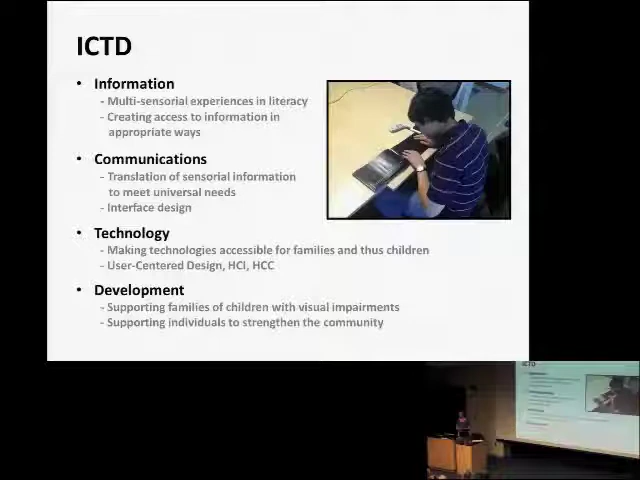 ICTD
• Information
- Multi-sensorial experiences in literacy
- Creating access to information in
appropriate ways
• Communications
- Translation of sensorial information
to meet universal needs
- Interface design
• Technology
- Making technologies accessible for families and thus children
- User-Centered Design, HCI, HCC
• Development
- Supporting families of children with visual impairments
- Supporting individuals to strengthen the community
ICTD